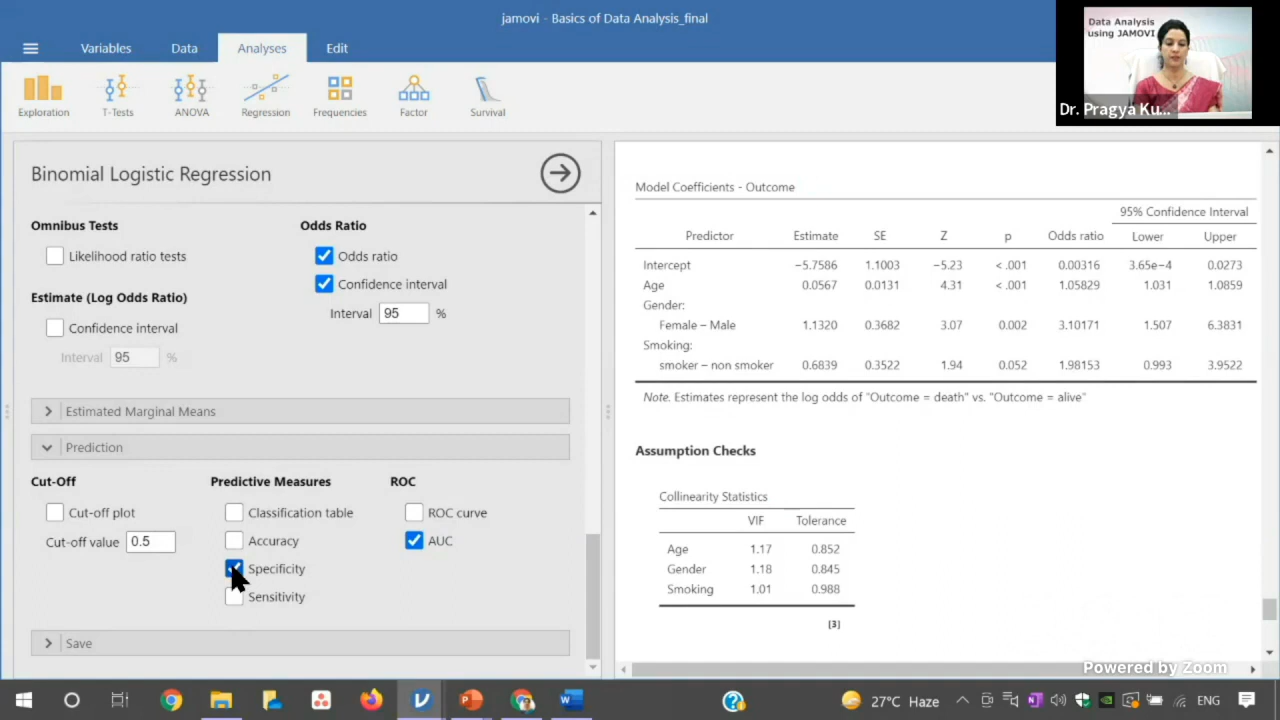 jamovi - Basics of Data Analysis_final
Data Analysis
using JAMOVI
Dr. Pragya Ku...
Variables Data Analyses Edit
Exploration T-Tests ANOVA Regression Frequencies Factor Survival
Binomial Logistic Regression
Omnibus Tests Odds Ratio
Likelihood ratio tests Odds ratio
Estimate (Log Odds Ratio) Confidence interval
Interval 95 %
Confidence interval
Interval 95 %
Estimated Marginal Means
Prediction
Cut-Off Predictive Measures ROC
Cut-off plot Classification table ROC curve
Cut-off value 0.5 Accuracy AUC
Specificity
Sensitivity
Save
Model Coefficients - Outcome
95% Confidence Interval
Predictor Estimate SE Z p Odds ratio Lower Upper
Intercept −5.7586 1.1003 −5.23 < .001 0.00316 3.65e−4 0.0273
Age 0.0567 0.0131 4.31 < .001 1.05829 1.031 1.0859
Gender:
Female – Male 1.1320 0.3682 3.07 0.002 3.10171 1.507 6.3831
Smoking:
smoker – non smoker 0.6839 0.3522 1.94 0.052 1.98153 0.993 3.9522
Note. Estimates represent the log odds of "Outcome = death" vs. "Outcome = alive"
Assumption Checks
Collinearity Statistics
VIF Tolerance
Age 1.17 0.852
Gender 1.18 0.845
Smoking 1.01 0.988
[3]
Powered by Zoom
27°C Haze ENG